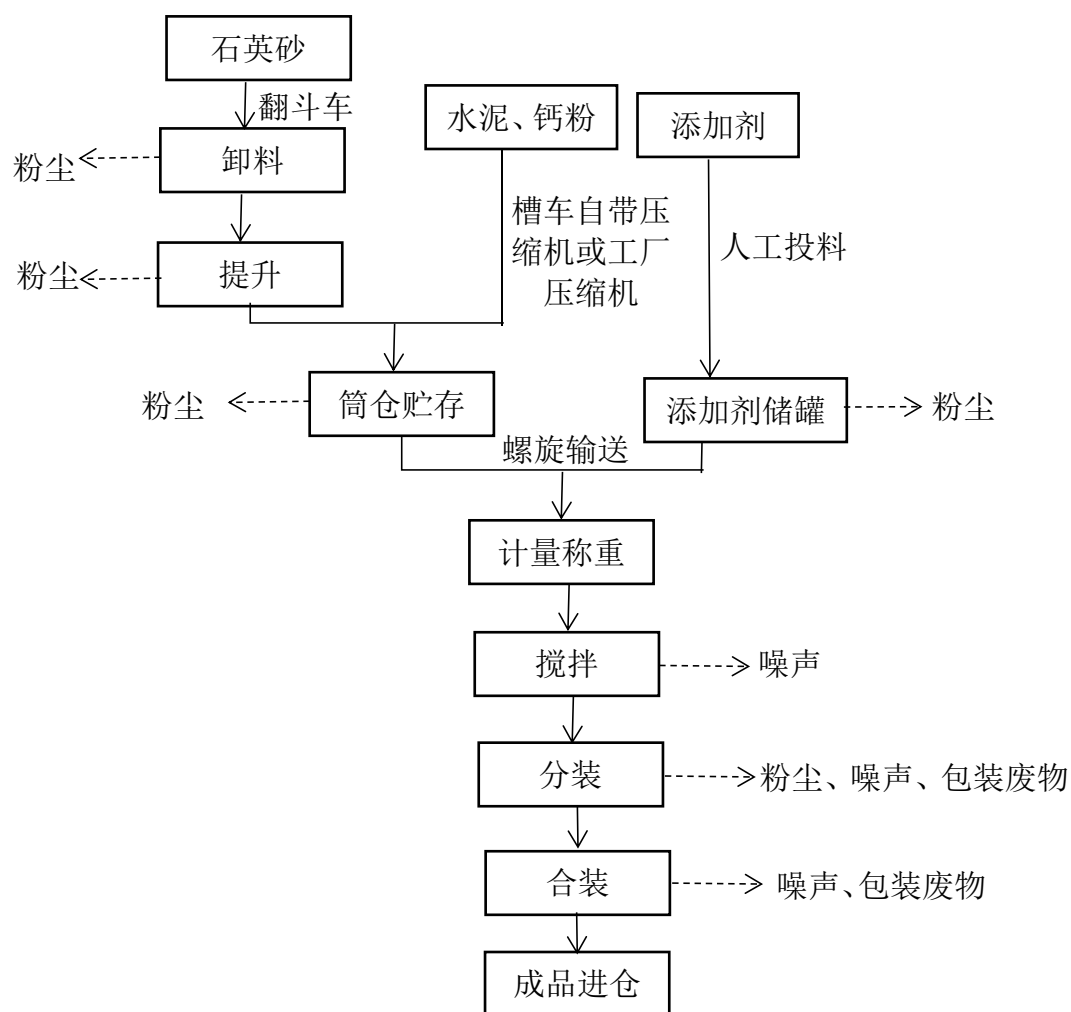 石英砂
翻斗车
水泥、钙粉
添加剂
粉尘
卸料
槽车自带压
缩机或工厂
压缩机
人工投料
粉尘
提升
粉尘
筒仓贮存
添加剂储罐
粉尘
螺旋输送
计量称重
搅拌
噪声
分装
粉尘、噪声、包装废物
合装
噪声、包装废物
成品进仓